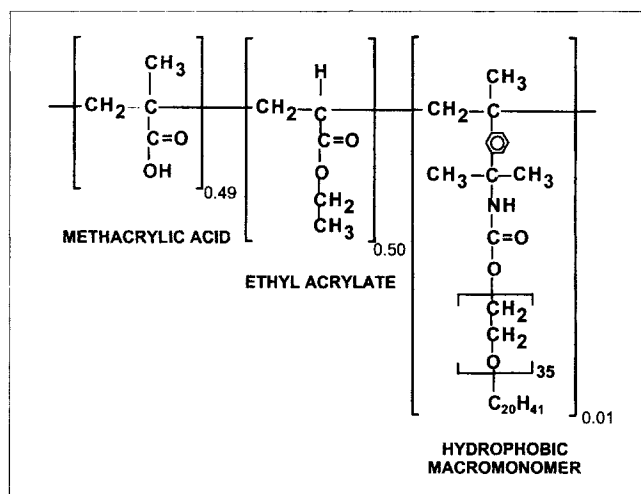 CH₃
CH₂ C
C=O
OH
0.49
METHACRYLIC ACID
H
CH₂ C
C=O
O
CH₂
CH₃
0.50
ETHYL ACRYLATE
CH₃
CH₂ C
CH₃ C CH₃
NH
C=O
O
CH₂
CH₂
O
35
C₂₀H₄₁
0.01
HYDROPHOBIC
MACROMONOMER